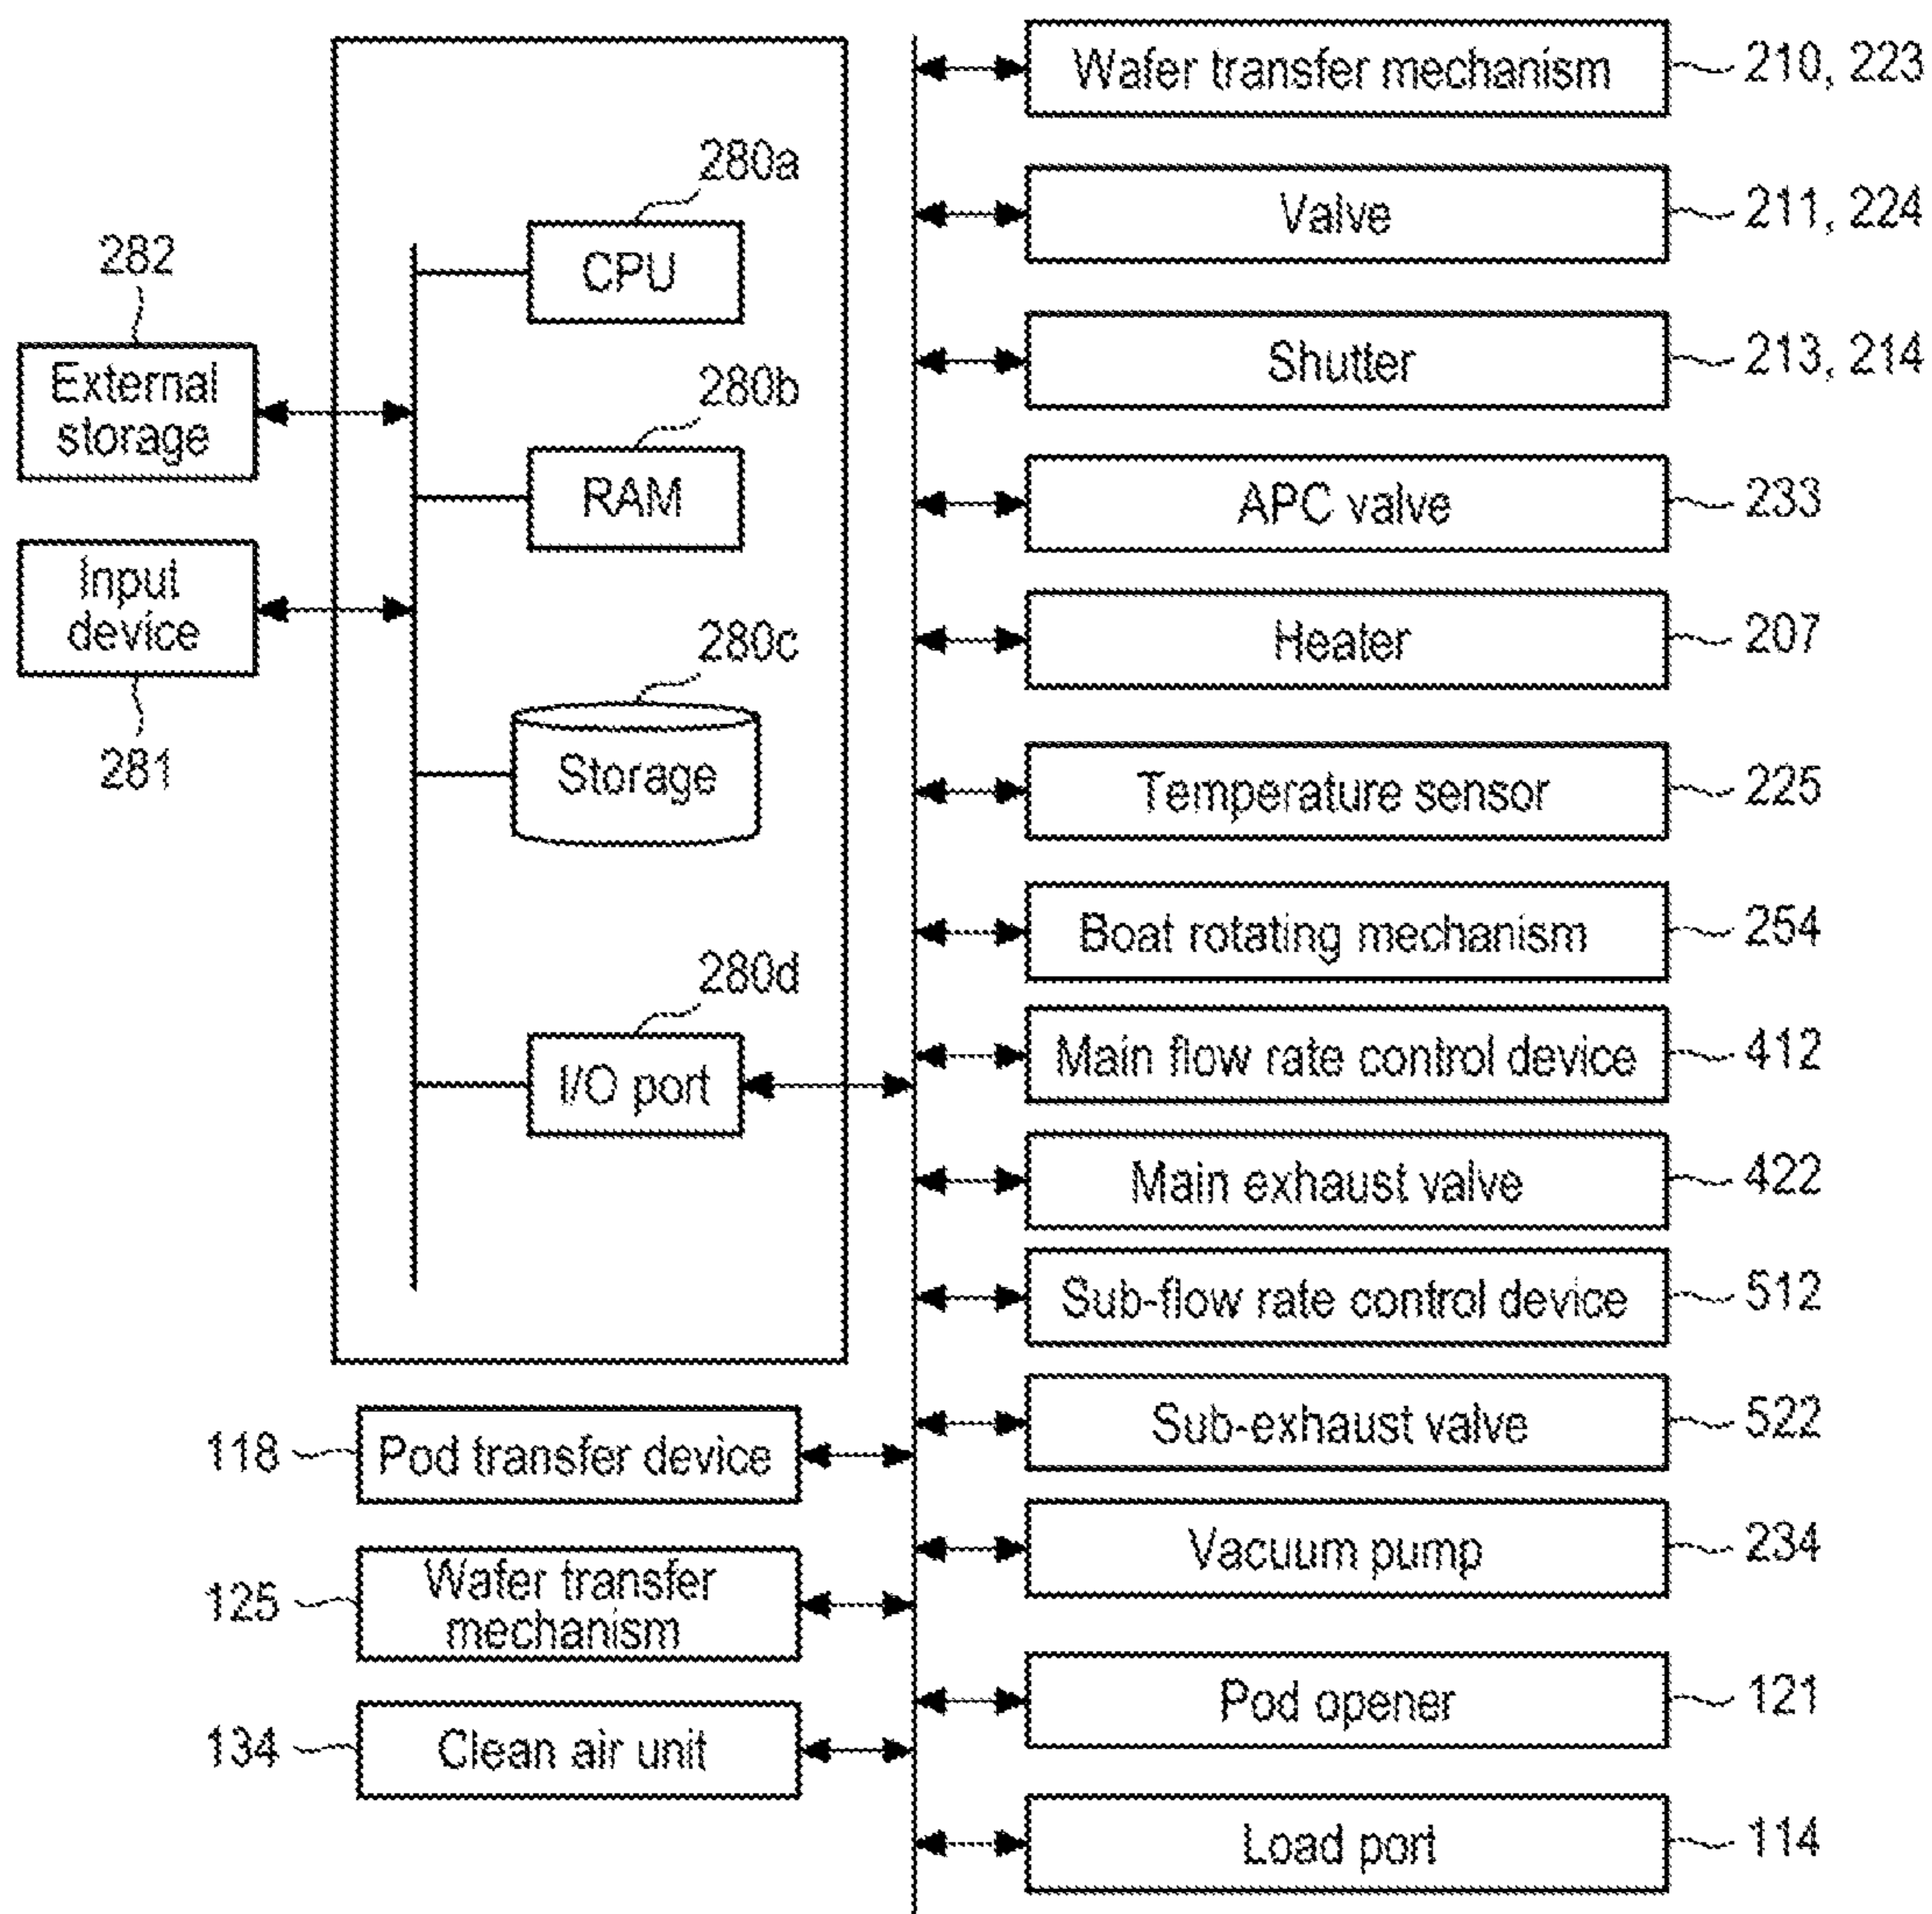 282
External
storage
Input
device
281
280a
CPU
280b
RAM
280c
Storage
280d
I/O port
118
Pod transfer device
125
Wafer transfer
mechanism
134
Clean air unit
Wafer transfer mechanism
210, 223
Valve
211, 224
Shutter
213, 214
APC valve
233
Heater
207
Temperature sensor
225
Boat rotating mechanism
254
Main flow rate control device
412
Main exhaust valve
422
Sub-flow rate control device
512
Sub-exhaust valve
522
Vacuum pump
234
Pod opener
121
Load port
114